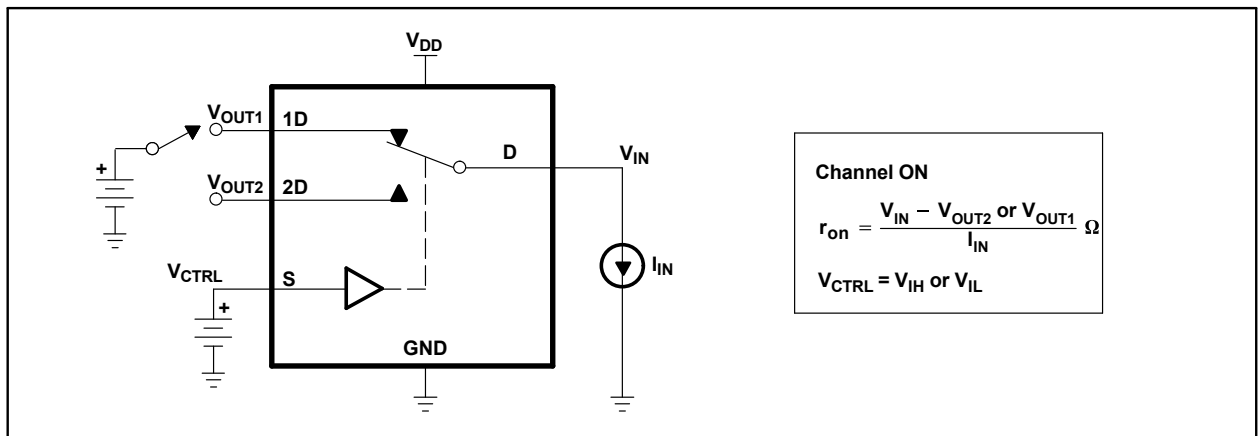 V_DD
V_OUT1 1D
D V_IN
V_OUT2 2D
+
I_IN
V_CTRL S
+
GND
Channel ON
r_on = (V_IN − V_OUT2 or V_OUT1) / I_IN Ω
V_CTRL = V_IH or V_IL